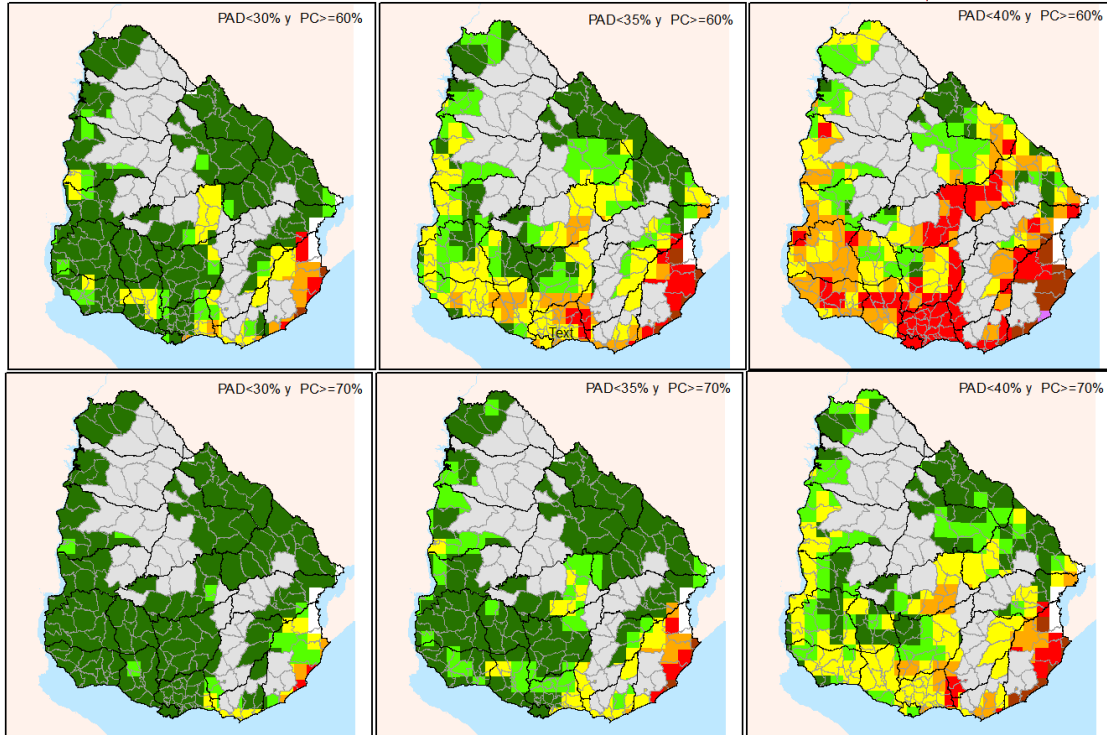 PAD<30% y PC>=60%
PAD<35% y PC>=60%
PAD<40% y PC>=60%
Text
PAD<30% y PC>=70%
PAD<35% y PC>=70%
PAD<40% y PC>=70%